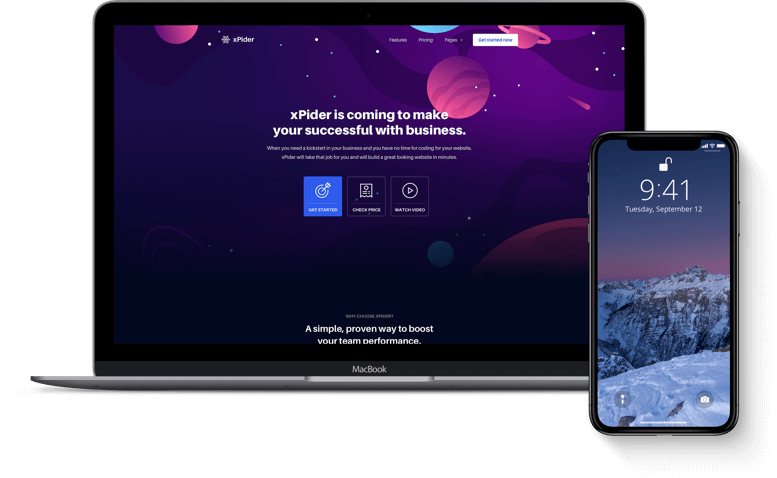 xPider
Features Pricing Pages Get started now
xPider is coming to make
your successful with business.
When you need a kickstart in your business and you have no time for coding for your website,
xPider will take that job for you and will build a great looking website in minutes.
GET STARTED CHECK PRICE WATCH VIDEO
WHY CHOOSE XPIDER?
A simple, proven way to boost
your team performance.
MacBook
9:41
Tuesday, September 12